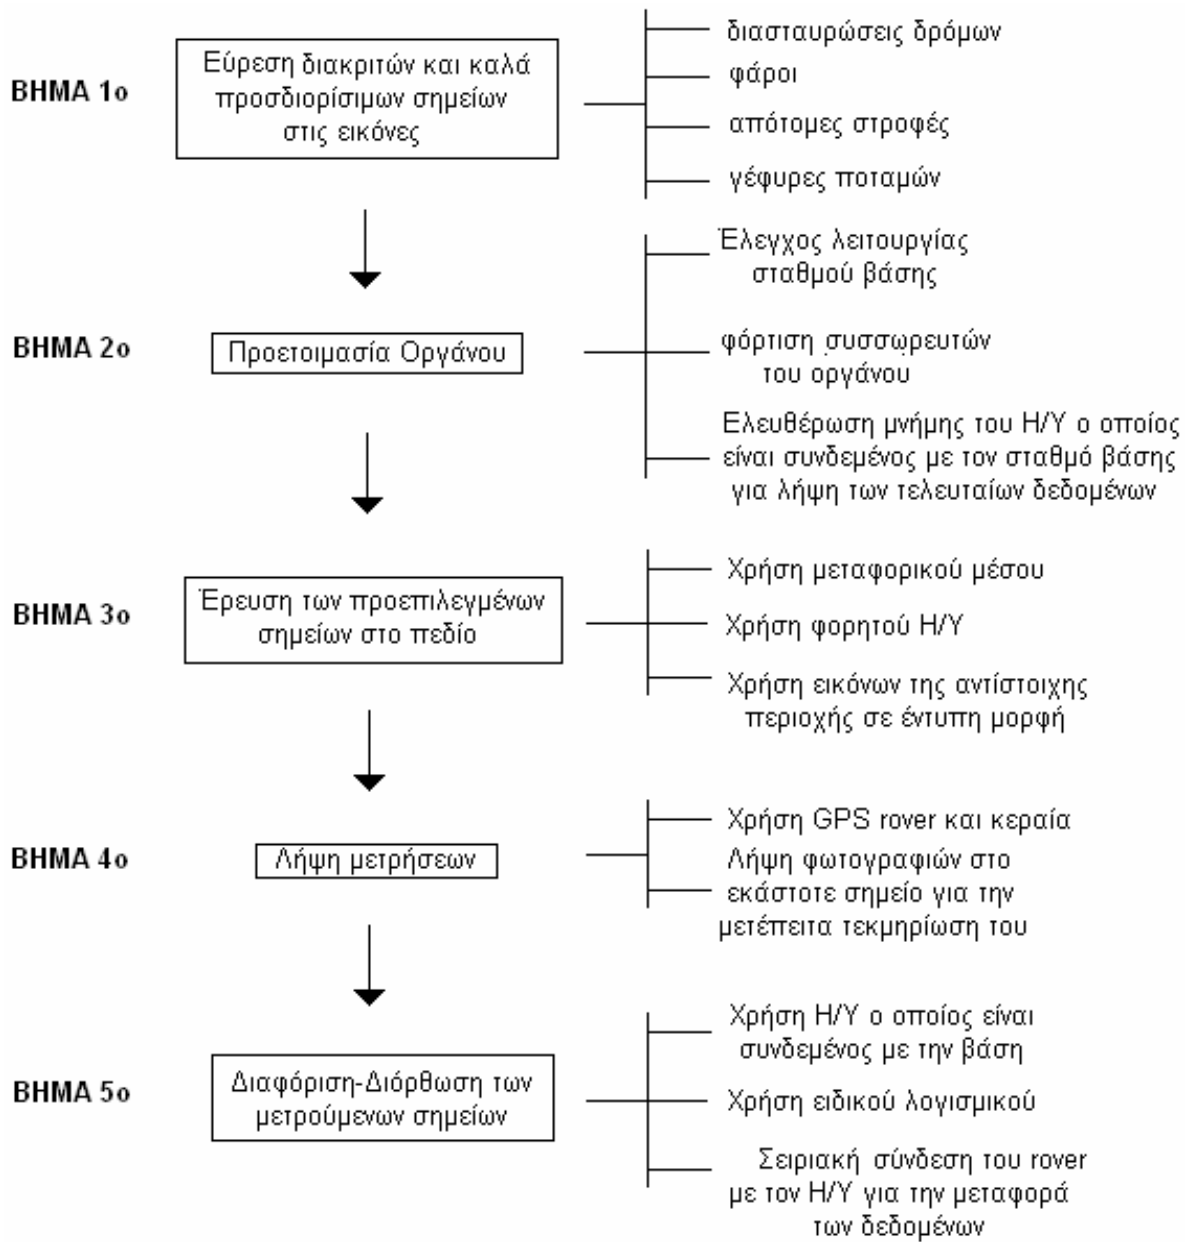 ΒΗΜΑ 1ο
Εύρεση διακριτών και καλά
προσδιορίσιμων σημείων
στις εικόνες
διασταυρώσεις δρόμων
φάροι
απότομες στροφές
γέφυρες ποταμών
ΒΗΜΑ 2ο
Προετοιμασία Οργάνου
Έλεγχος λειτουργίας
σταθμού βάσης
φόρτιση συσσωρευτών
του οργάνου
Ελευθέρωση μνήμης του Η/Υ ο οποίος
είναι συνδεμένος με τον σταθμό βάσης
για λήψη των τελευταίων δεδομένων
ΒΗΜΑ 3ο
Έρευση των προεπιλεγμένων
σημείων στο πεδίο
Χρήση μεταφορικού μέσου
Χρήση φορητού Η/Υ
Χρήση εικόνων της αντίστοιχης
περιοχής σε έντυπη μορφή
ΒΗΜΑ 4ο
Λήψη μετρήσεων
Χρήση GPS rover και κεραία
Λήψη φωτογραφιών στο
εκάστοτε σημείο για την
μετέπειτα τεκμηρίωση του
ΒΗΜΑ 5ο
Διαφόριση-Διόρθωση των
μετρούμενων σημείων
Χρήση Η/Υ ο οποίος είναι
συνδεμένος με την βάση
Χρήση ειδικού λογισμικού
Σειριακή σύνδεση του rover
με τον Η/Υ για την μεταφορά
των δεδομένων